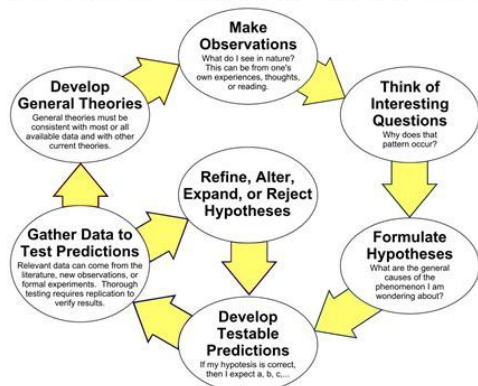 Make
Observations
What do I see in nature?
This can be from one's
own experiences, thoughts,
or reading.
Think of
Interesting
Questions
Why does that
pattern occur?
Formulate
Hypotheses
What are the general
causes of the
phenomenon I am
wondering about?
Develop
Testable
Predictions
If my hypotesis is correct,
then I expect a, b, c,...
Gather Data to
Test Predictions
Relevant data can come from the
literature, new observations, or
formal experiments. Thorough
testing requires replication to
verify results.
Refine, Alter,
Expand, or Reject
Hypotheses
Develop
General Theories
General theories must be
consistent with most or all
available data and with other
current theories.